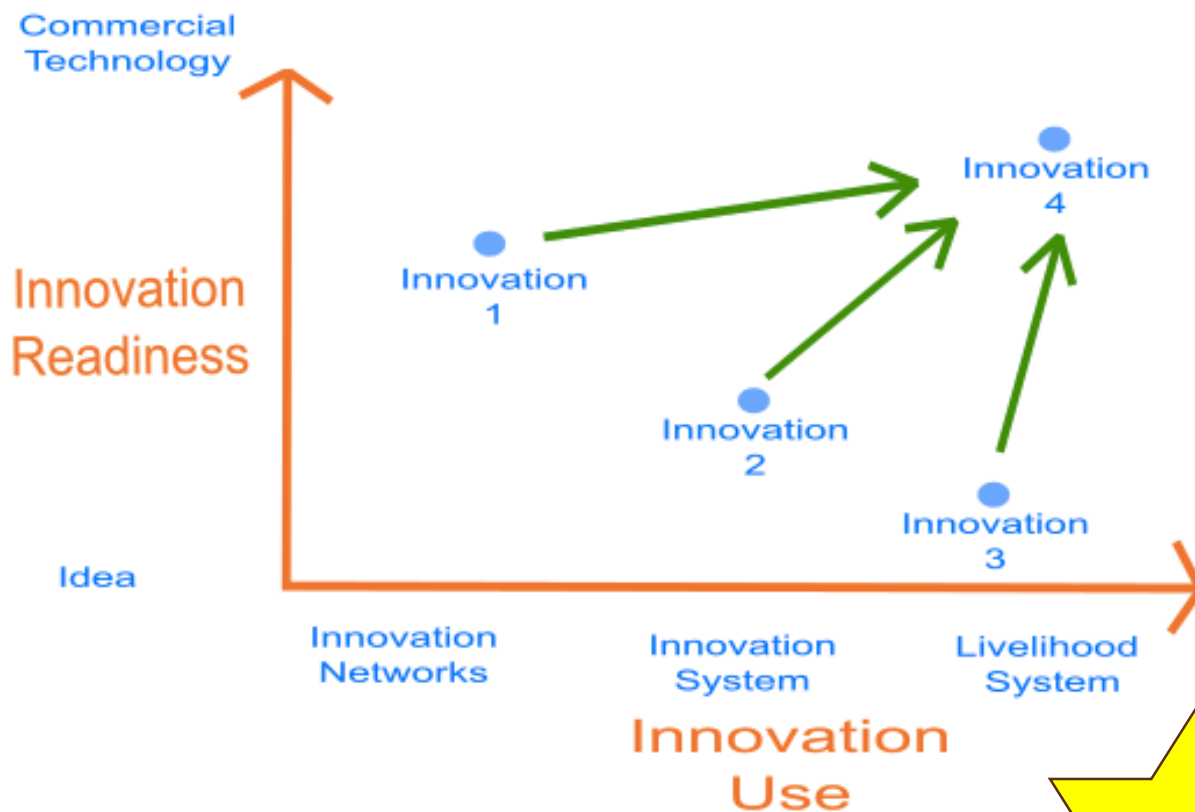 Commercial
Technology
Innovation
4
Innovation
1
Innovation
Readiness
Innovation
2
Innovation
3
Idea
Innovation
Networks
Innovation
System
Livelihood
System
Innovation
Use